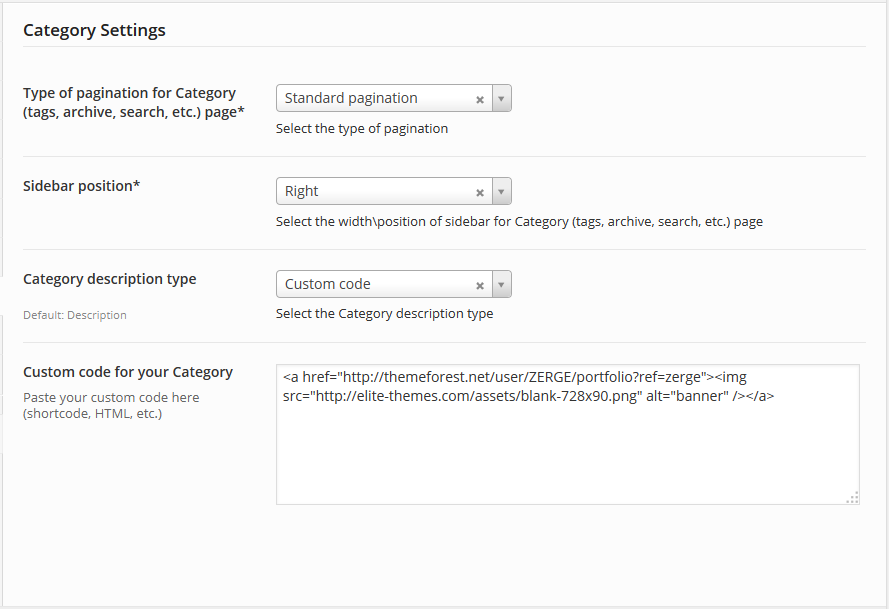 Category Settings
Type of pagination for Category
(tags, archive, search, etc.) page*
Standard pagination
Select the type of pagination
Sidebar position*
Right
Select the width\position of sidebar for Category (tags, archive, search, etc.) page
Category description type
Default: Description
Custom code
Select the Category description type
Custom code for your Category
Paste your custom code here
(shortcode, HTML, etc.)
<a href="http://themeforest.net/user/ZERGE/portfolio?ref=zerge"><img
src="http://elite-themes.com/assets/blank-728x90.png" alt="banner" /></a>